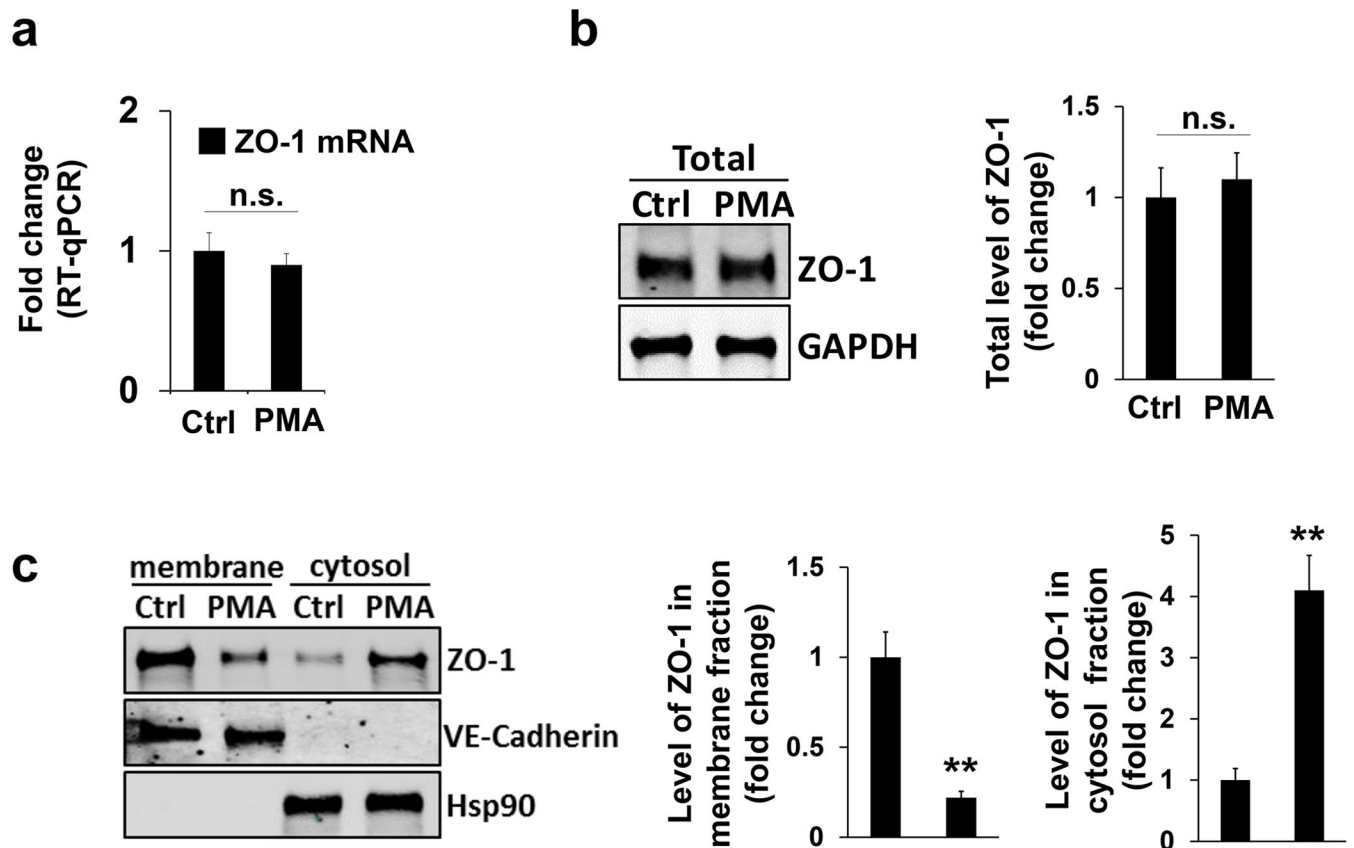 a
Fold change
(RT-qPCR)
2
1
0
ZO-1 mRNA
n.s.
Ctrl PMA
b
Total
Ctrl PMA
ZO-1
GAPDH
Total level of ZO-1
(fold change)
1.5
1
0.5
0
n.s.
Ctrl PMA
c
membrane cytosol
Ctrl PMA Ctrl PMA
ZO-1
VE-Cadherin
Hsp90
Level of ZO-1 in
membrane fraction
(fold change)
1.5
1
0.5
0
**
Level of ZO-1 in
cytosol fraction
(fold change)
5
4
3
2
1
0
**